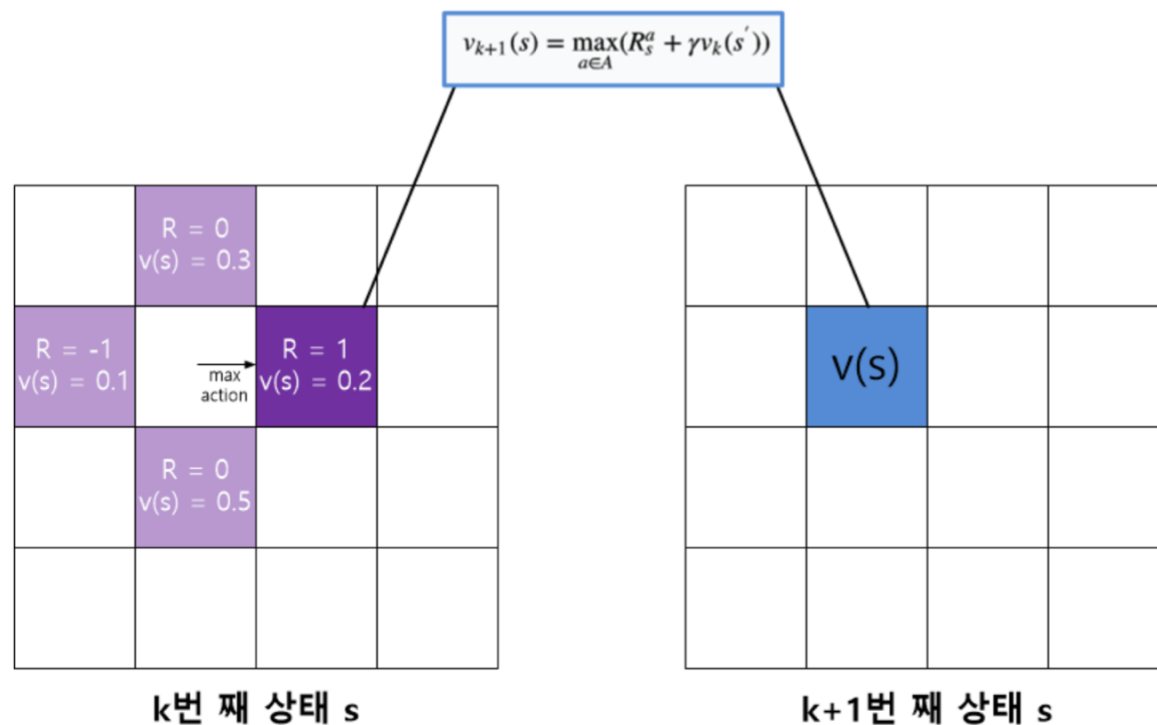 v_{k+1}(s) = max_{a∈A}(R_s^a + γv_k(s′))
R = 0
v(s) = 0.3
R = -1
v(s) = 0.1
max
action
R = 1
v(s) = 0.2
R = 0
v(s) = 0.5
v(s)
k번 째 상태 s
k+1번 째 상태 s